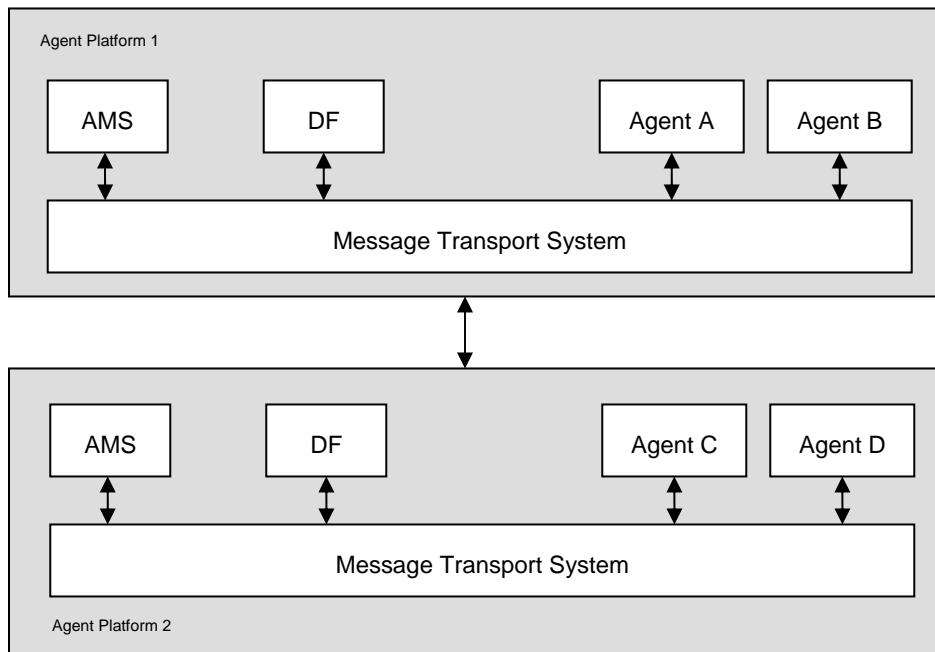 Agent Platform 1
AMS
DF
Agent A
Agent B
Message Transport System
AMS
DF
Agent C
Agent D
Message Transport System
Agent Platform 2